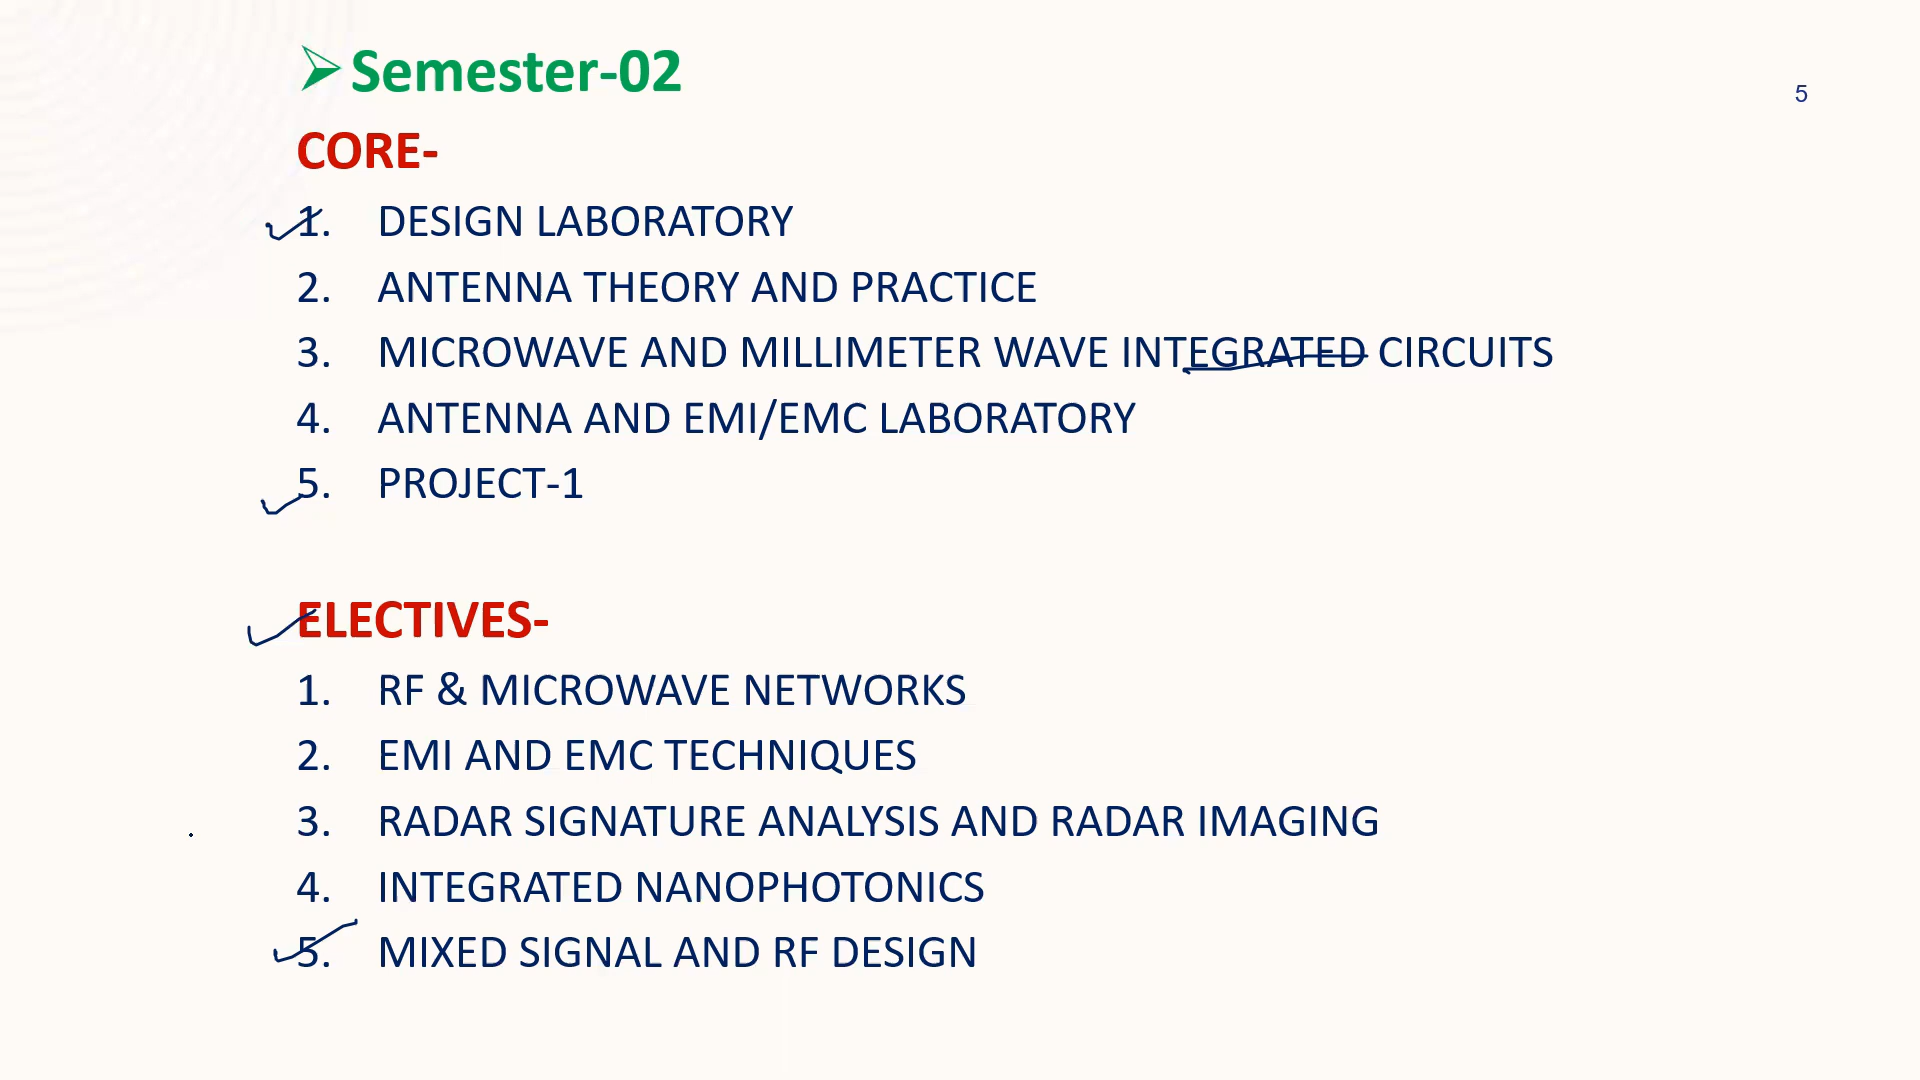 Semester-02
5
CORE-
1. DESIGN LABORATORY
2. ANTENNA THEORY AND PRACTICE
3. MICROWAVE AND MILLIMETER WAVE INTEGRATED CIRCUITS
4. ANTENNA AND EMI/EMC LABORATORY
5. PROJECT-1
ELECTIVES-
1. RF & MICROWAVE NETWORKS
2. EMI AND EMC TECHNIQUES
3. RADAR SIGNATURE ANALYSIS AND RADAR IMAGING
4. INTEGRATED NANOPHOTONICS
5. MIXED SIGNAL AND RF DESIGN